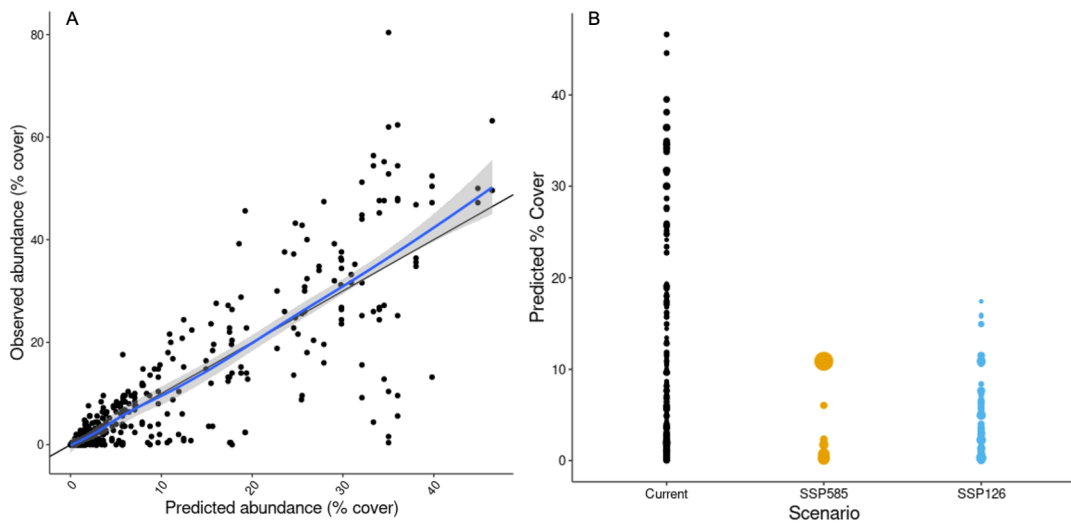 A
Observed abundance (% cover)
80
60
40
20
0
0 10 20 30 40
Predicted abundance (% cover)
B
Predicted % Cover
40
30
20
10
0
Current SSP585 SSP126
Scenario